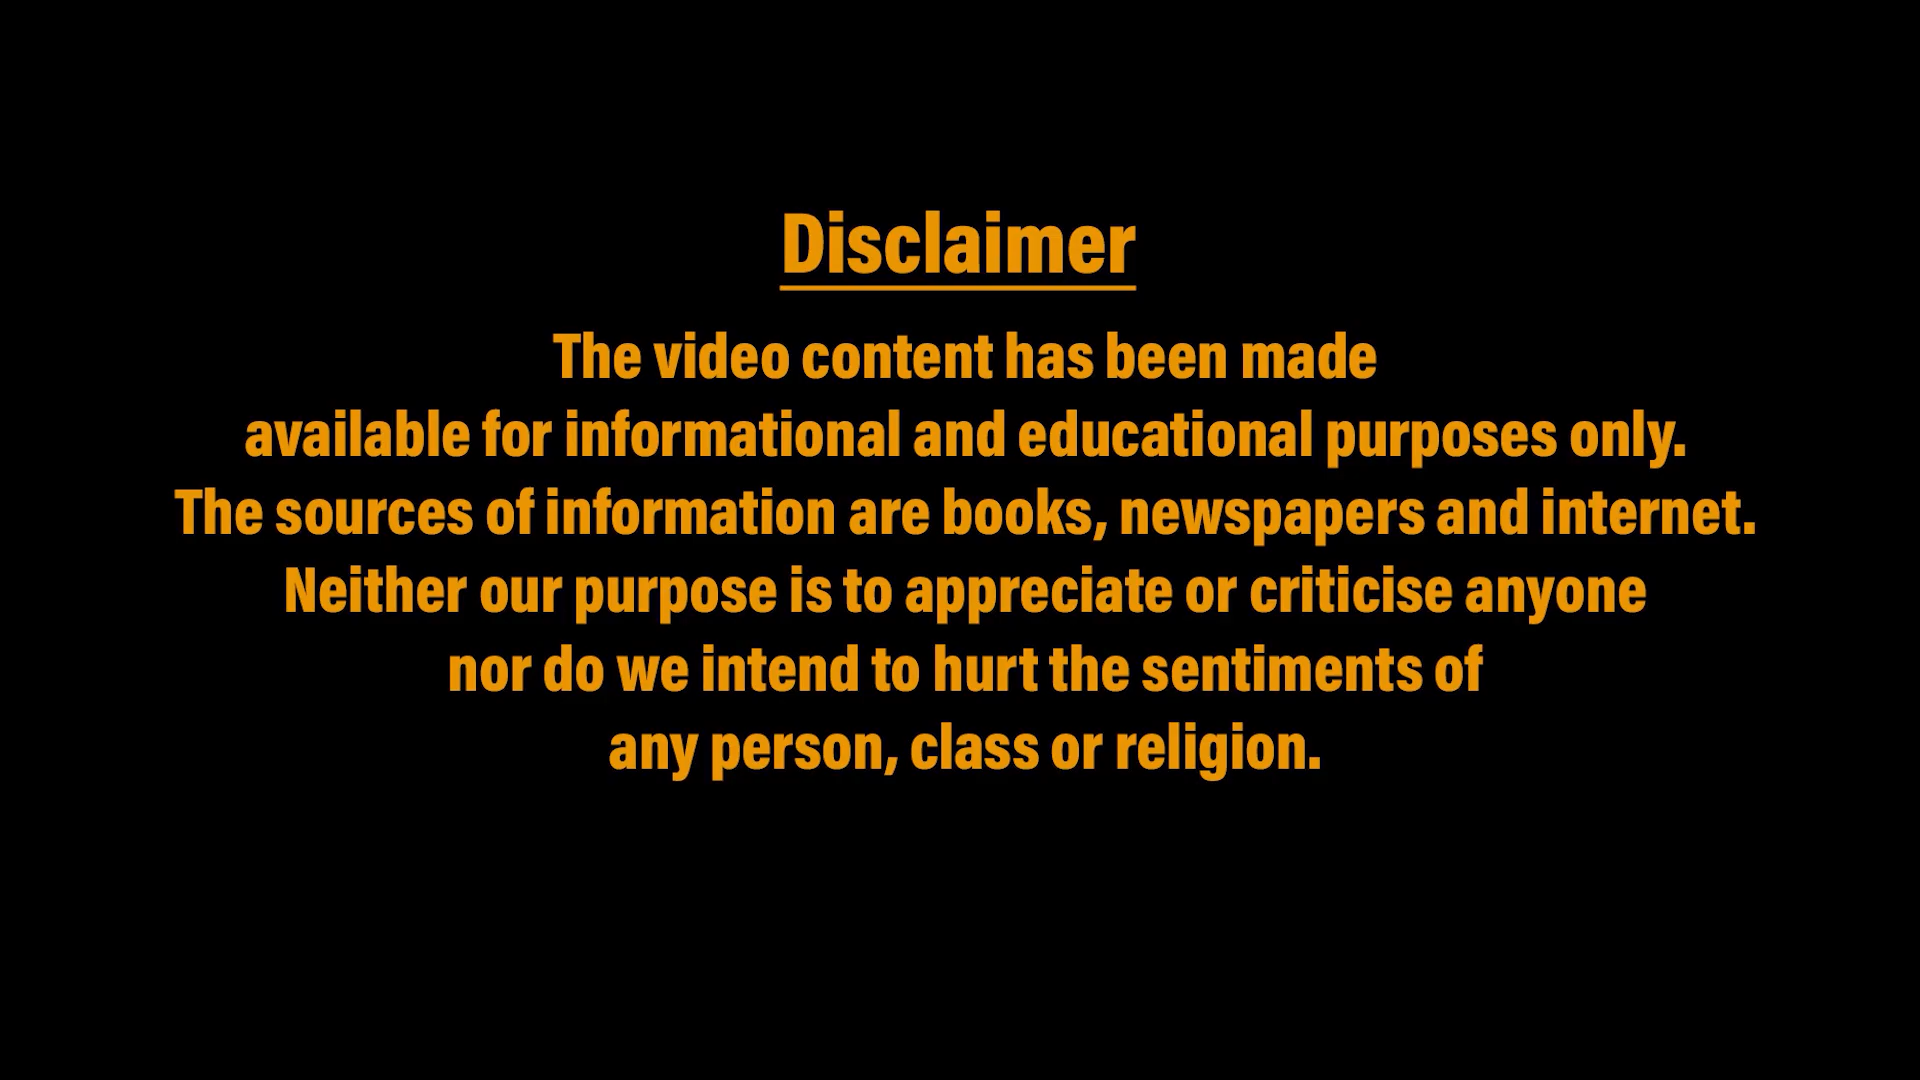 Disclaimer
The video content has been made
available for informational and educational purposes only.
The sources of information are books, newspapers and internet.
Neither our purpose is to appreciate or criticise anyone
nor do we intend to hurt the sentiments of
any person, class or religion.